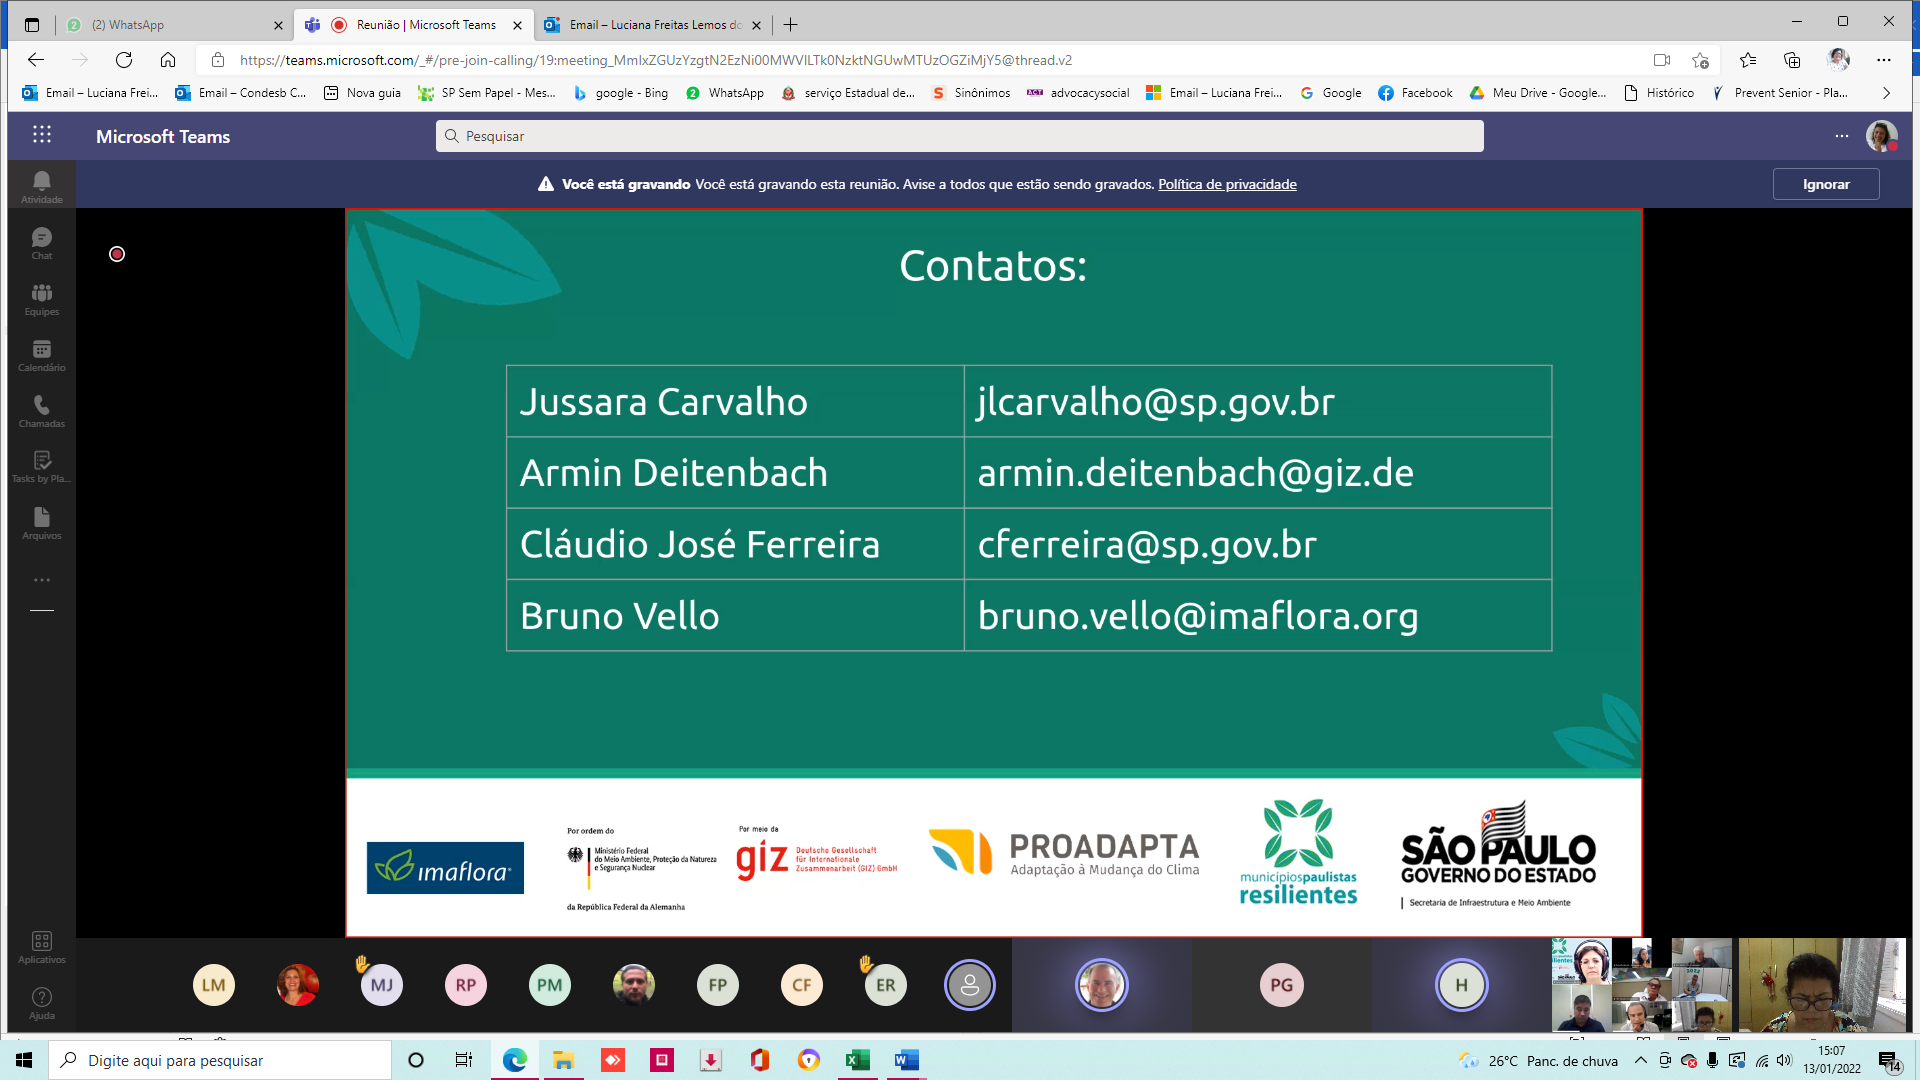 (2) WhatsApp
Reunião | Microsoft Teams
Email – Luciana Freitas Lemos do
https://teams.microsoft.com/_#/pre-join-calling/19:meeting_MmIxZGUzYzgtN2EzNi00MWVlLTk0NzktNGUwMTUzOGZiMjY5@thread.v2
Email – Luciana Frei...
Email – Condesb C...
Nova guia
SP Sem Papel - Mes...
google - Bing
WhatsApp
serviço Estadual de...
Sinônimos
advocacysocial
Email – Luciana Frei...
Google
Facebook
Meu Drive - Google...
Histórico
Prevent Senior - Pla...
Microsoft Teams
Pesquisar
Você está gravando Você está gravando esta reunião. Avise a todos que estão sendo gravados. Política de privacidade
Ignorar
Atividade
Chat
Equipes
Calendário
Chamadas
Tasks by Pla...
Arquivos
Aplicativos
Ajuda
Contatos:
Jussara Carvalho jlcarvalho@sp.gov.br
Armin Deitenbach armin.deitenbach@giz.de
Cláudio José Ferreira cferreira@sp.gov.br
Bruno Vello bruno.vello@imaflora.org
imaflora
Por ordem do
Ministério Federal
do Meio Ambiente, Proteção da Natureza
e Segurança Nuclear
da República Federal da Alemanha
Por meio da
giz
Deutsche Gesellschaft
für Internationale
Zusammenarbeit (GIZ) GmbH
PROADAPTA
Adaptação à Mudança do Clima
municípiospaulistas
resilientes
SÃO PAULO
GOVERNO DO ESTADO
Secretaria de Infraestrutura e Meio Ambiente
LM
MJ
RP
PM
FP
CF
ER
PG
H
Digite aqui para pesquisar
26°C Panc. de chuva
15:07
13/01/2022
14